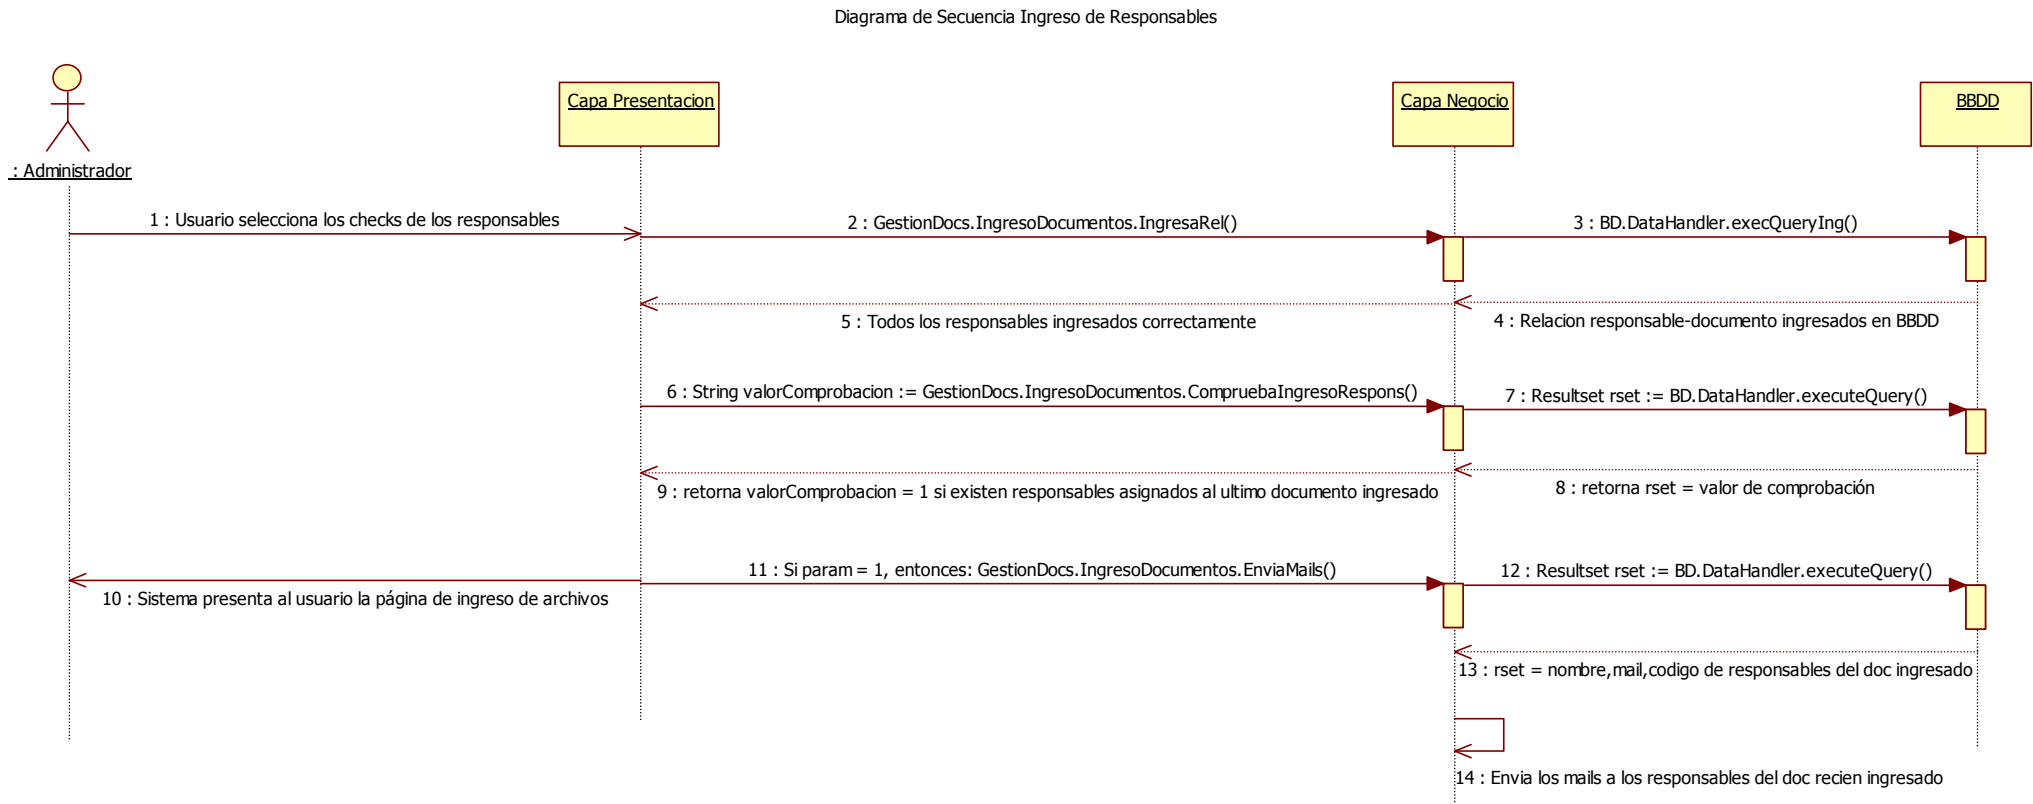 Diagrama de Secuencia Ingreso de Responsables
: Administrador
Capa Presentacion
Capa Negocio
BBDD
1 : Usuario selecciona los checks de los responsables
2 : GestionDocs.IngresoDocumentos.IngresaRel()
3 : BD.DataHandler.execQueryIng()
4 : Relacion responsable-documento ingresados en BBDD
5 : Todos los responsables ingresados correctamente
6 : String valorComprobacion := GestionDocs.IngresoDocumentos.CompruebaIngresoRespons()
7 : Resultset rset := BD.DataHandler.executeQuery()
8 : retorna rset = valor de comprobación
9 : retorna valorComprobacion = 1 si existen responsables asignados al ultimo documento ingresado
10 : Sistema presenta al usuario la página de ingreso de archivos
11 : Si param = 1, entonces: GestionDocs.IngresoDocumentos.EnviaMails()
12 : Resultset rset := BD.DataHandler.executeQuery()
13 : rset = nombre,mail,codigo de responsables del doc ingresado
14 : Envia los mails a los responsables del doc recien ingresado